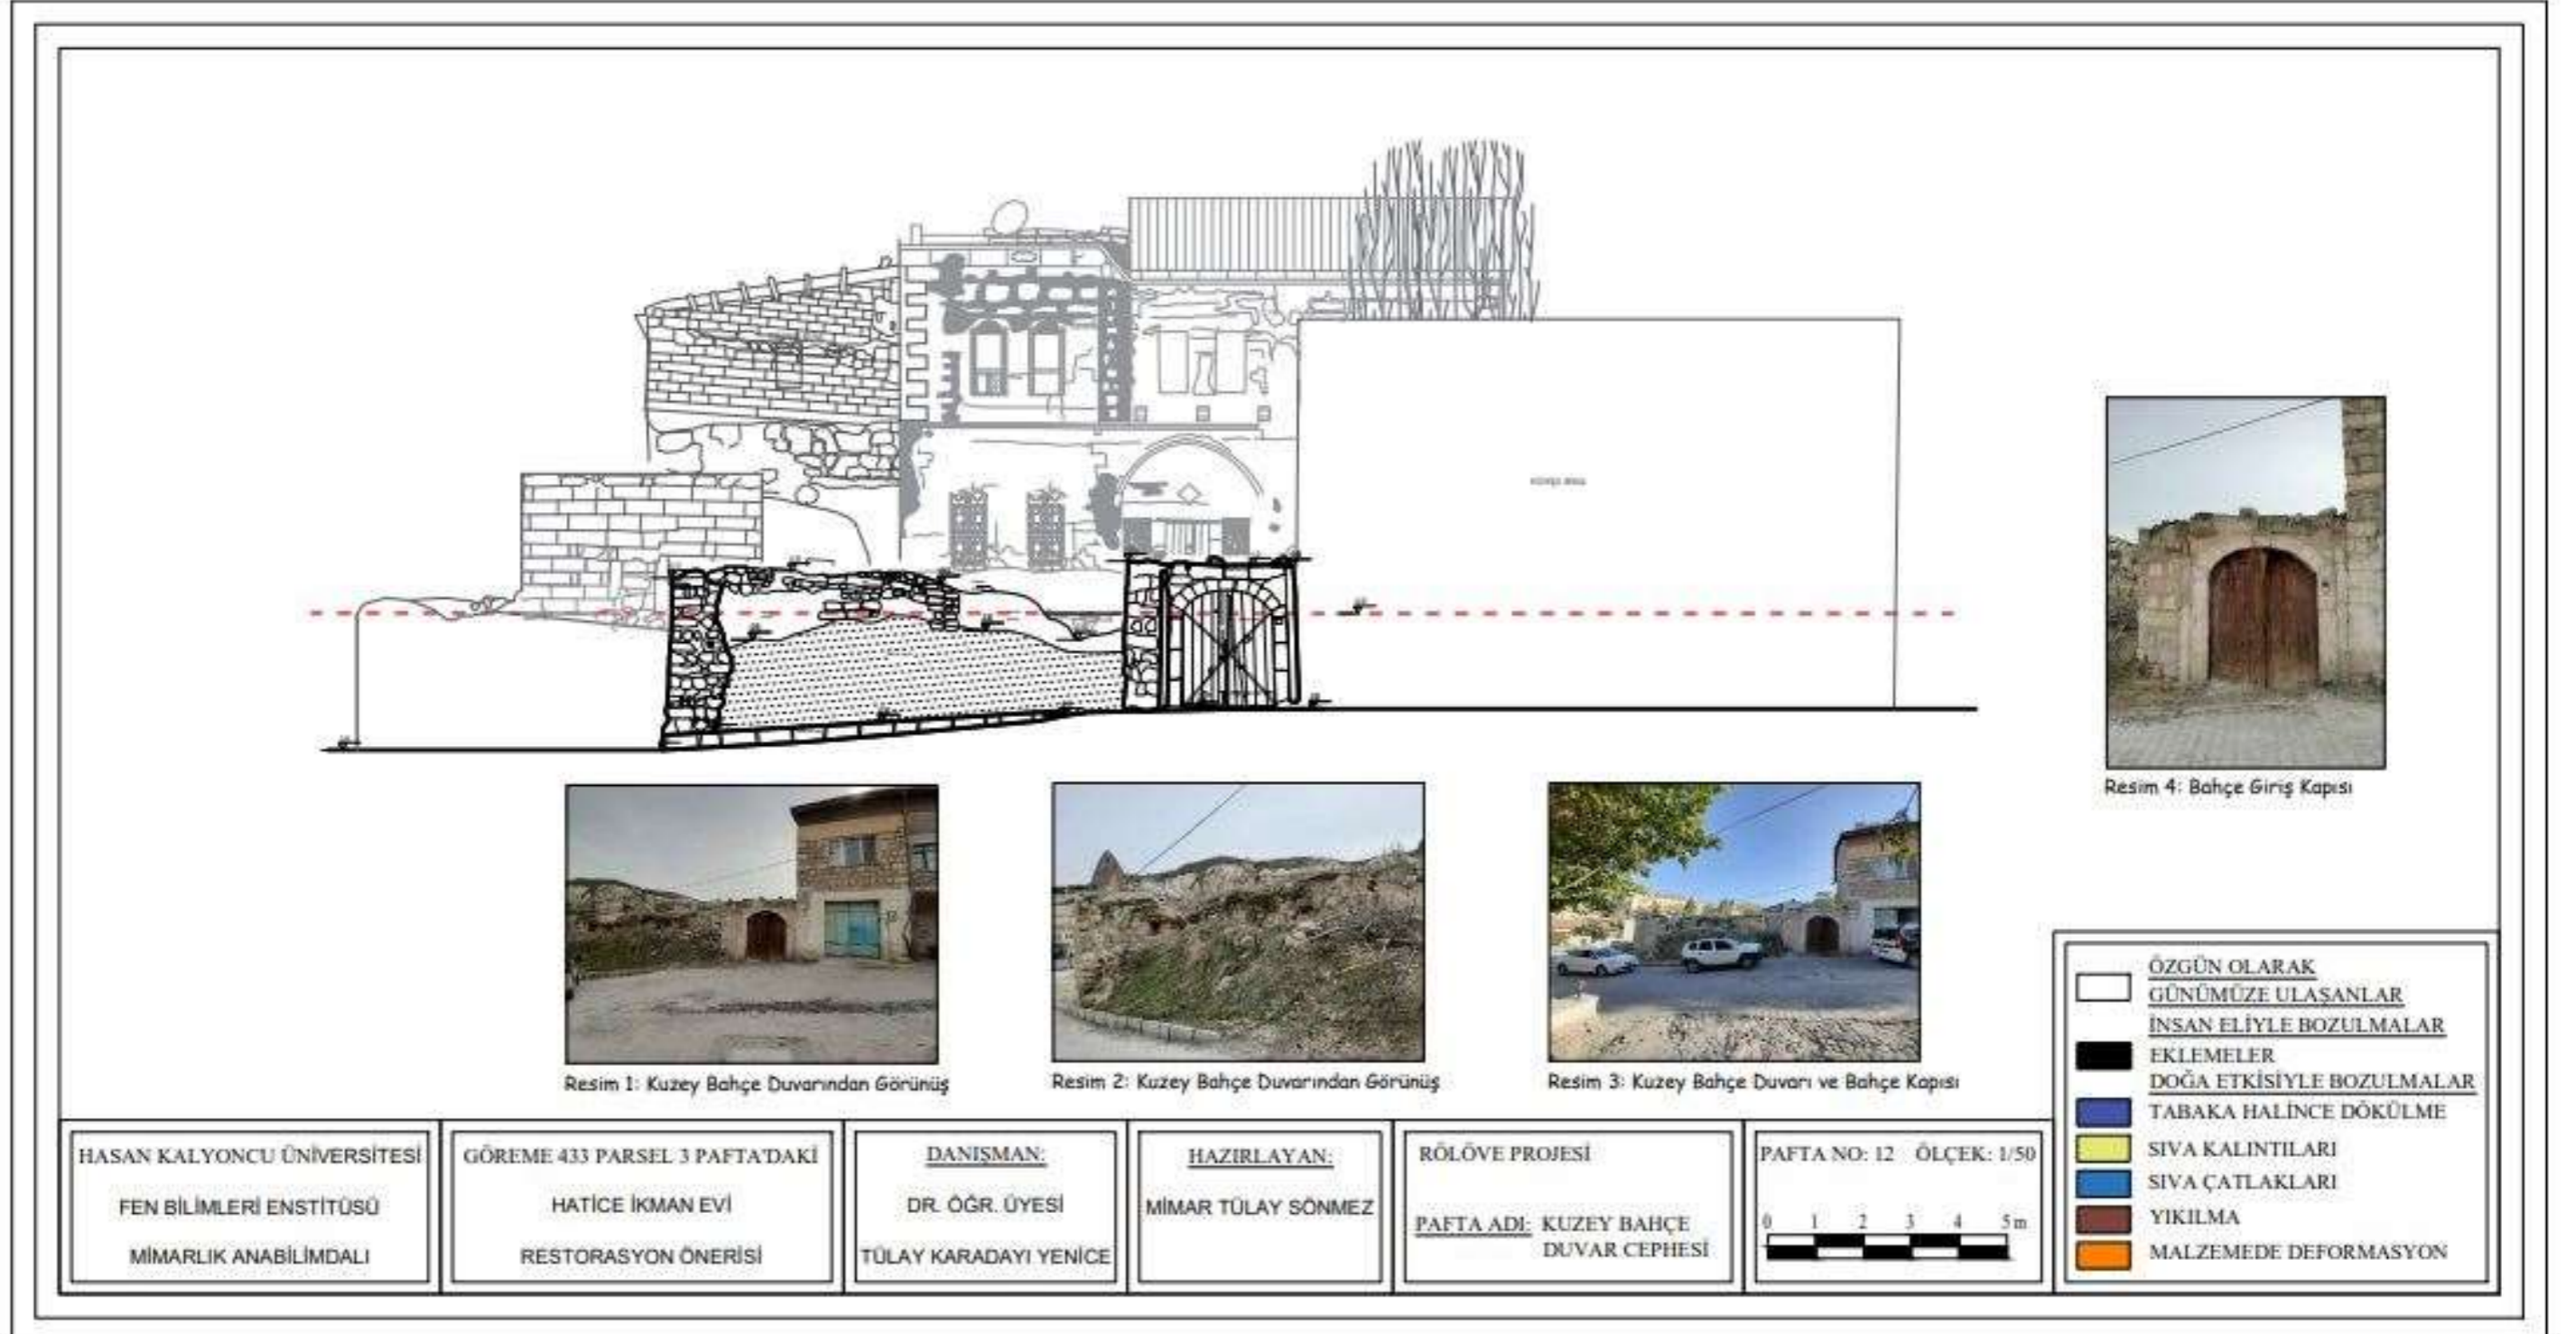 Resim 4: Bahçe Giriş Kapısı
Resim 1: Kuzey Bahçe Duvarından Görünüş
Resim 2: Kuzey Bahçe Duvarından Görünüş
Resim 3: Kuzey Bahçe Duvarı ve Bahçe Kapısı
ÖZGÜN OLARAK
GÜNÜMÜZE ULAŞANLAR
İNSAN ELİYLE BOZULMALAR
EKLEMELER
DOĞA ETKİSİYLE BOZULMALAR
TABAKA HALİNCE DÖKÜLME
SIVA KALINTILARI
SIVA ÇATLAKLARI
YIKILMA
MALZEMEDE DEFORMASYON
HASAN KALYONCU ÜNİVERSİTESİ
FEN BİLİMLERİ ENSTİTÜSÜ
MİMARLIK ANABİLİMDALI
GÖREME 433 PARSEL 3 PAFTA'DAKİ
HATİCE İKMAN EVİ
RESTORASYON ÖNERİSİ
DANIŞMAN:
DR. ÖĞR. ÜYESİ
TÜLAY KARADAYI YENİCE
HAZIRLAYAN:
MİMAR TÜLAY SÖNMEZ
RÖLÖVE PROJESİ
PAFTA ADI: KUZEY BAHÇE
DUVAR CEPHESİ
PAFTA NO: 12 ÖLÇEK: 1/50
0 1 2 3 4 5m